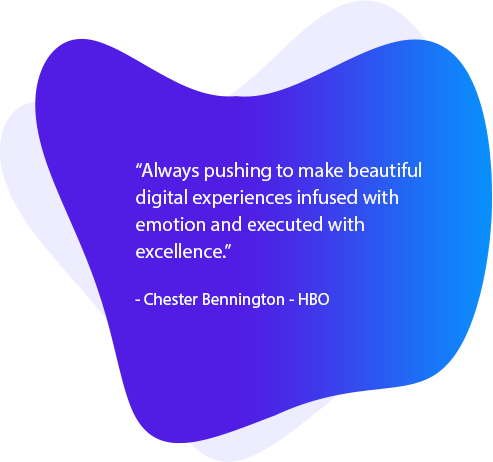 “Always pushing to make beautiful
digital experiences infused with
emotion and executed with
excellence.”
- Chester Bennington - HBO